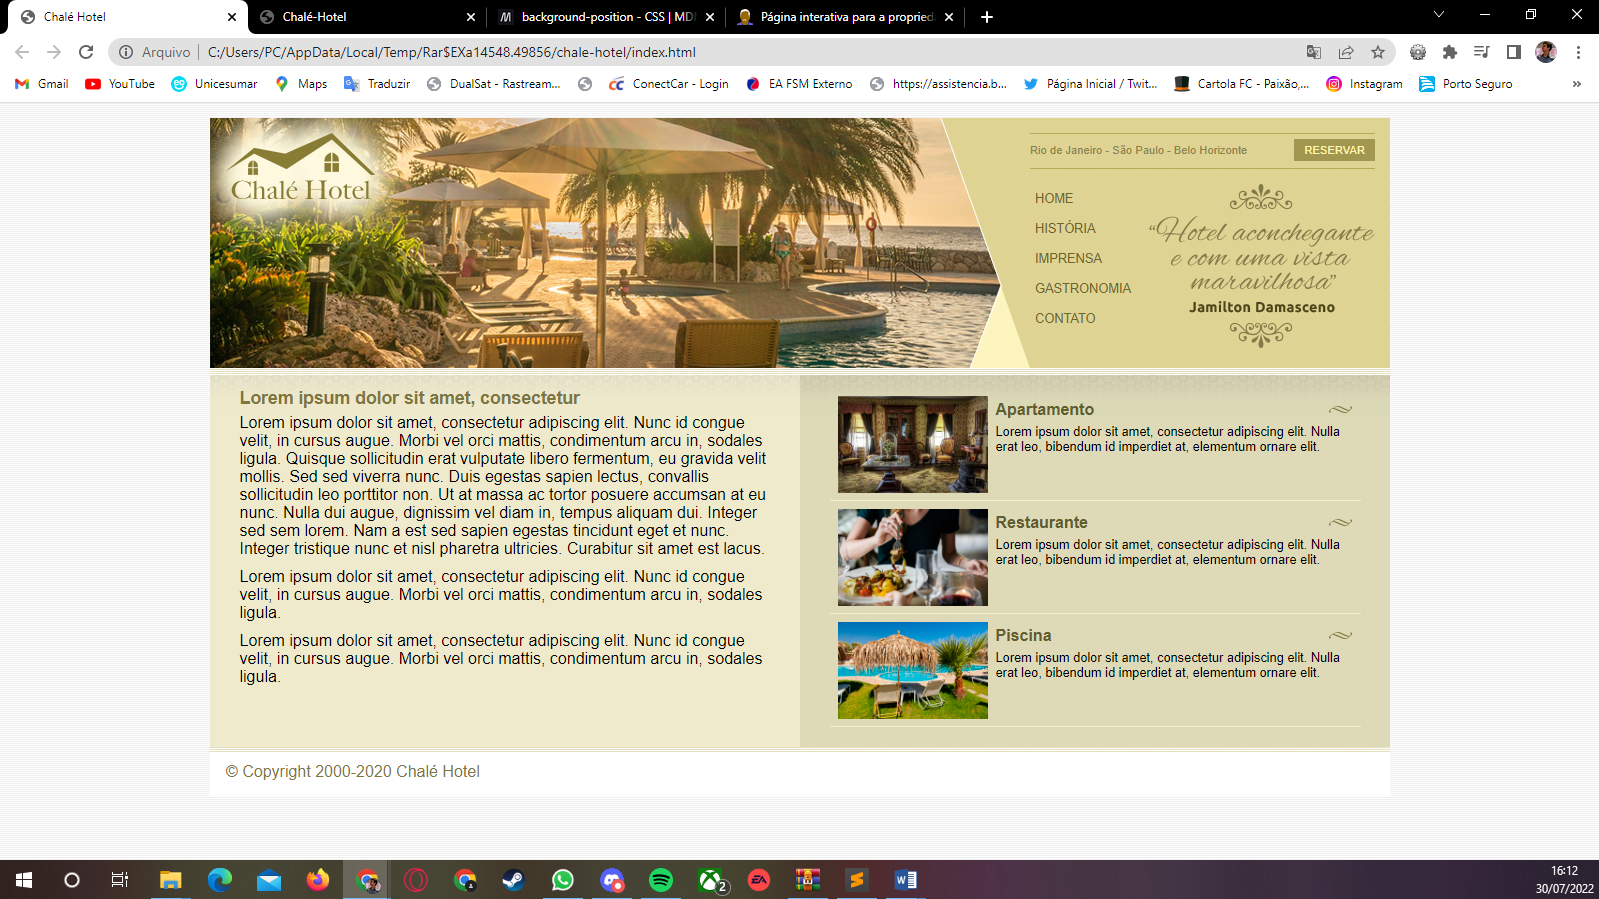 Chalé Hotel
Chalé-Hotel
background-position - CSS | MD
Página interativa para a propried
Arquivo
C:/Users/PC/AppData/Local/Temp/Rar$EXa14548.49856/chale-hotel/index.html
Gmail
YouTube
Unicesumar
Maps
Traduzir
DualSat - Rastream...
ConectCar - Login
EA FSM Externo
https://assistencia.b...
Página Inicial / Twit...
Cartola FC - Paixão,...
Instagram
Porto Seguro
»
Chalé Hotel
Rio de Janeiro - São Paulo - Belo Horizonte
RESERVAR
HOME
HISTÓRIA
IMPRENSA
GASTRONOMIA
CONTATO
“Hotel aconchegante
e com uma vista
maravilhosa”
Jamilton Damasceno
Lorem ipsum dolor sit amet, consectetur
Lorem ipsum dolor sit amet, consectetur adipiscing elit. Nunc id congue
velit, in cursus augue. Morbi vel orci mattis, condimentum arcu in, sodales
ligula. Quisque sollicitudin erat vulputate libero fermentum, eu gravida velit
mollis. Sed sed viverra nunc. Duis egestas sapien lectus, convallis
sollicitudin leo porttitor non. Ut at massa ac tortor posuere accumsan at eu
nunc. Nulla dui augue, dignissim vel diam in, tempus aliquam dui. Integer
sed sem lorem. Nam a est sed sapien egestas tincidunt eget et nunc.
Integer tristique nunc et nisl pharetra ultricies. Curabitur sit amet est lacus.
Lorem ipsum dolor sit amet, consectetur adipiscing elit. Nunc id congue
velit, in cursus augue. Morbi vel orci mattis, condimentum arcu in, sodales
ligula.
Lorem ipsum dolor sit amet, consectetur adipiscing elit. Nunc id congue
velit, in cursus augue. Morbi vel orci mattis, condimentum arcu in, sodales
ligula.
Apartamento
Lorem ipsum dolor sit amet, consectetur adipiscing elit. Nulla
erat leo, bibendum id imperdiet at, elementum ornare elit.
Restaurante
Lorem ipsum dolor sit amet, consectetur adipiscing elit. Nulla
erat leo, bibendum id imperdiet at, elementum ornare elit.
Piscina
Lorem ipsum dolor sit amet, consectetur adipiscing elit. Nulla
erat leo, bibendum id imperdiet at, elementum ornare elit.
© Copyright 2000-2020 Chalé Hotel
2
EA
16:12
30/07/2022